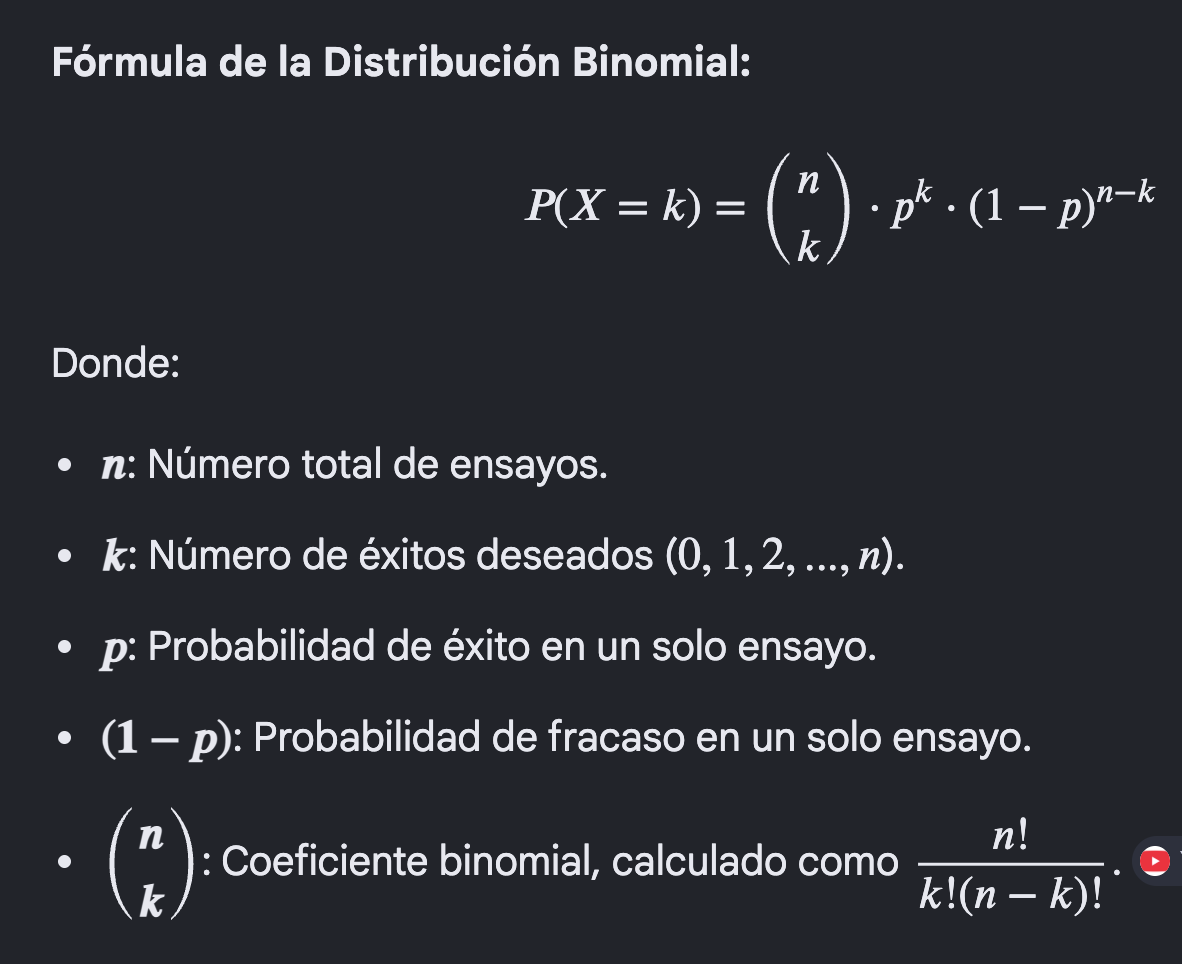 Fórmula de la Distribución Binomial:
P(X = k) = (n k) · p^k · (1 − p)^{n−k}
Donde:
• n: Número total de ensayos.
• k: Número de éxitos deseados (0, 1, 2, ..., n).
• p: Probabilidad de éxito en un solo ensayo.
• (1 − p): Probabilidad de fracaso en un solo ensayo.
• (n k): Coeficiente binomial, calculado como n! / k!(n − k)! .